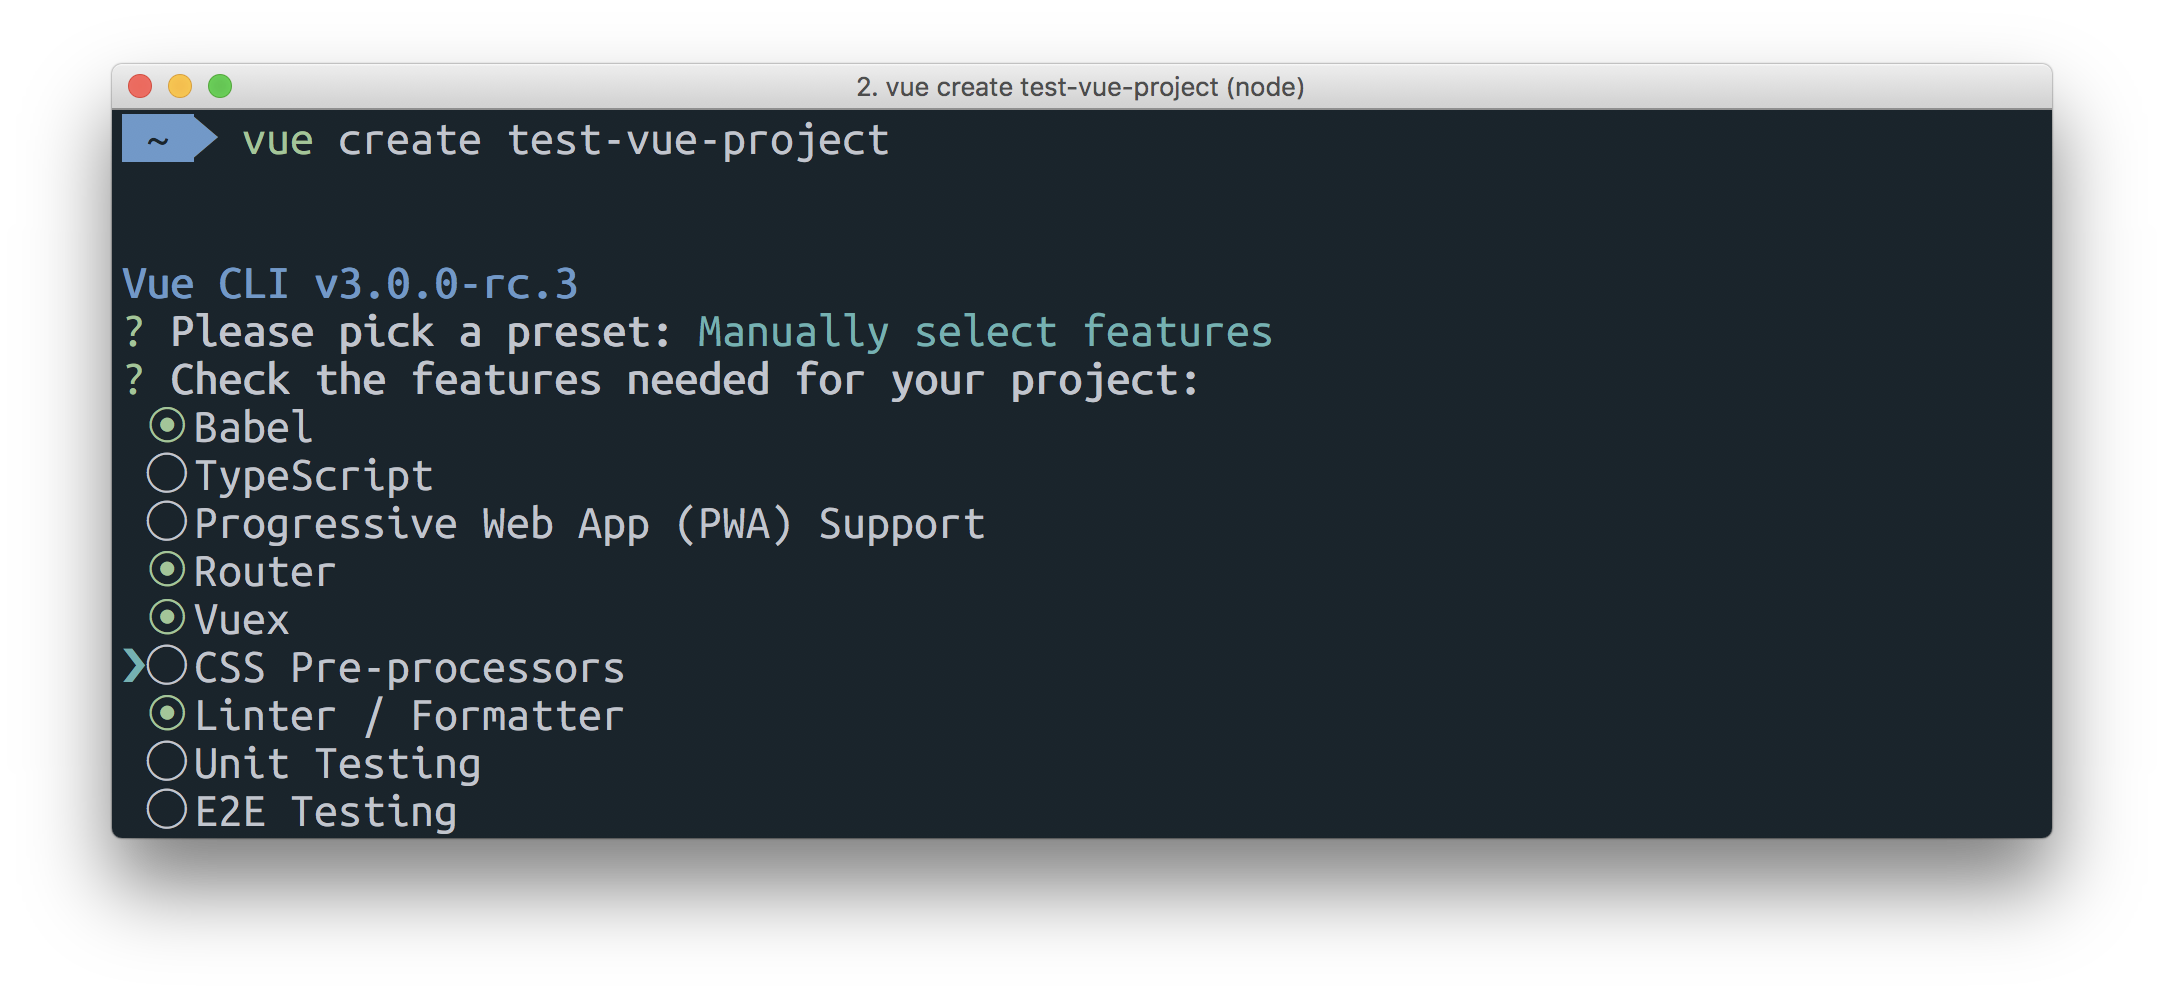 2. vue create test-vue-project (node)
~ vue create test-vue-project
Vue CLI v3.0.0-rc.3
? Please pick a preset: Manually select features
? Check the features needed for your project:
◉Babel
◯TypeScript
◯Progressive Web App (PWA) Support
◉Router
◉Vuex
❯◯CSS Pre-processors
◉Linter / Formatter
◯Unit Testing
◯E2E Testing